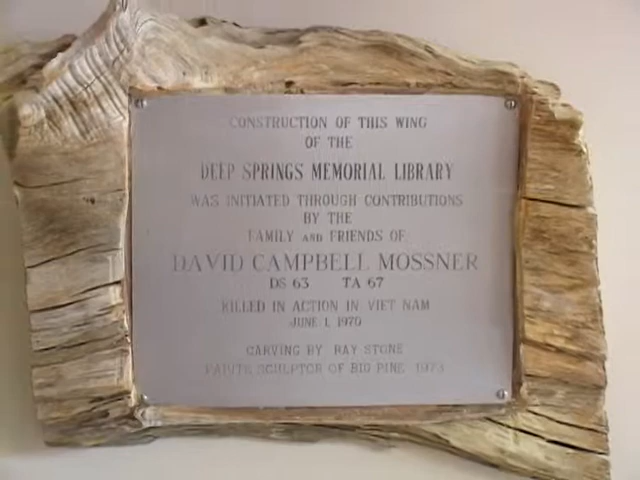 CONSTRUCTION OF THIS WING
OF THE
DEEP SPRINGS MEMORIAL LIBRARY
WAS INITIATED THROUGH CONTRIBUTIONS
BY THE
FAMILY AND FRIENDS OF
DAVID CAMPBELL MOSSNER
DS 63 TA 67
KILLED IN ACTION IN VIET NAM
JUNE 1, 1970
CARVING BY RAY STONE
PAIUTE SCULPTOR OF BIG PINE 1973